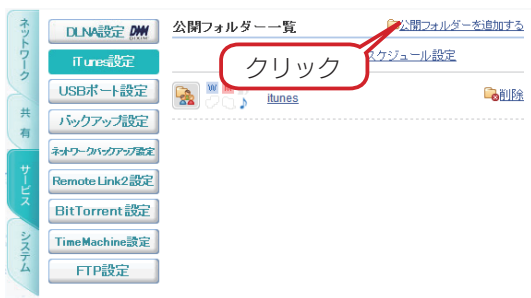 ネットワーク
共有
サービス
システム
DLNA設定
iTunes設定
USBポート設定
バックアップ設定
ネットワークバックアップ設定
Remote Link2設定
BitTorrent設定
TimeMachine設定
FTP設定
公開フォルダー一覧
公開フォルダーを追加する
スケジュール設定
クリック
W
itunes
削除